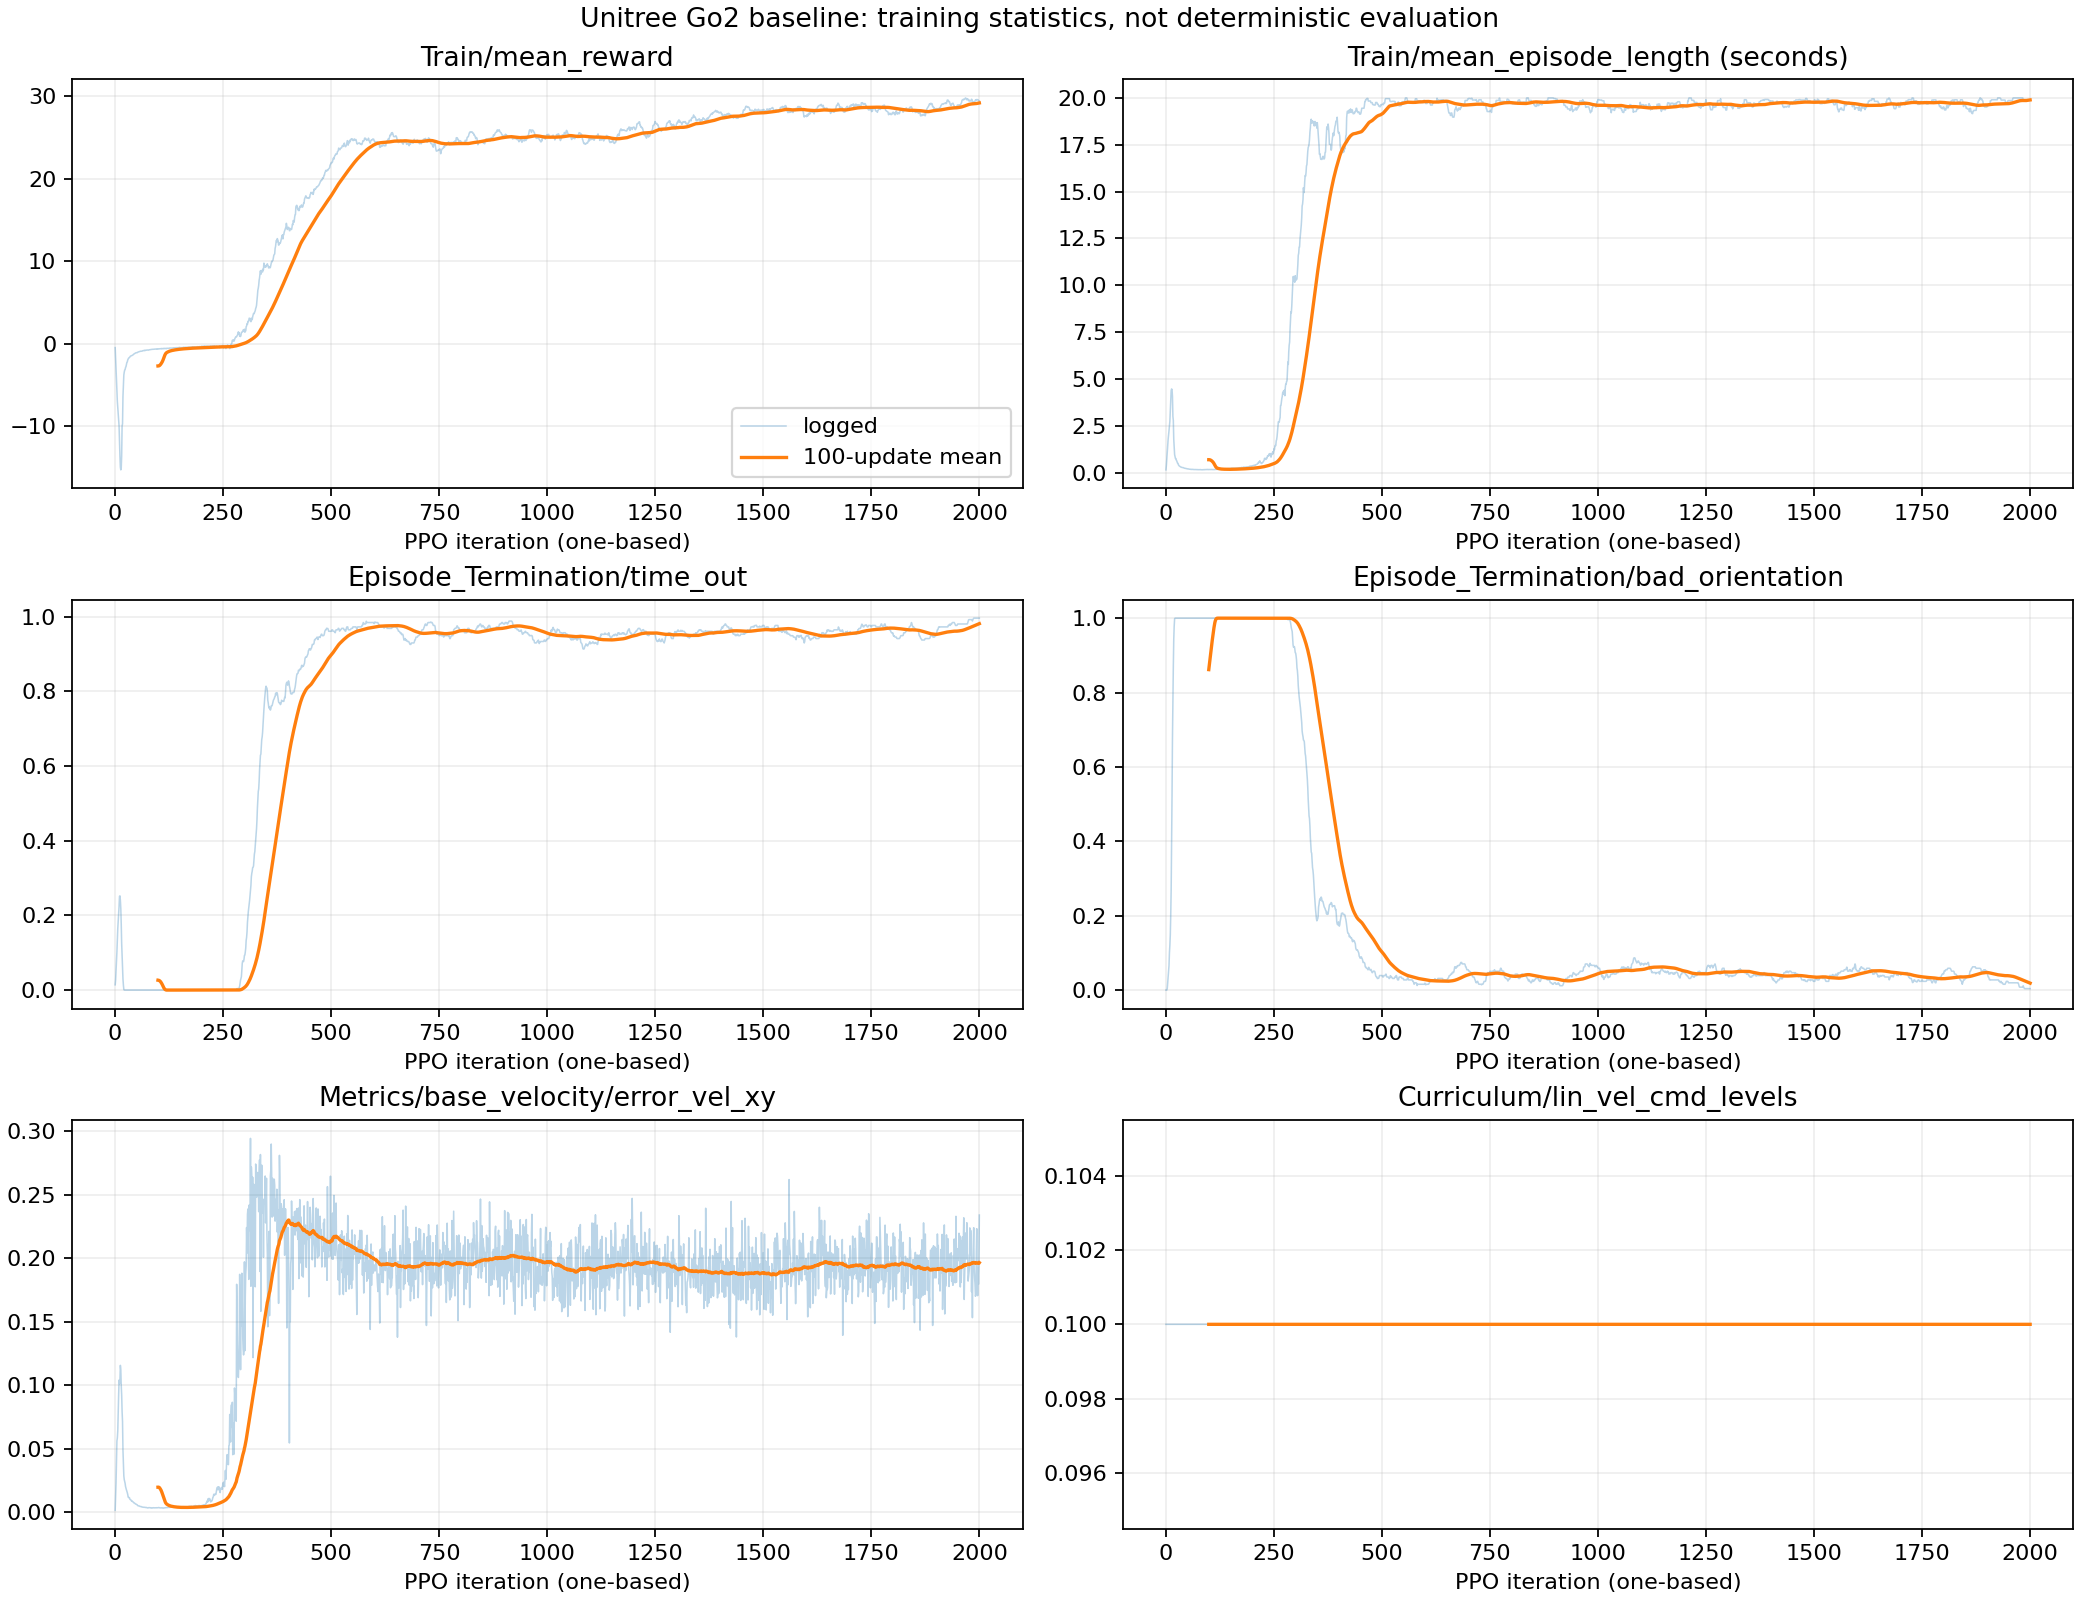 Unitree Go2 baseline: training statistics, not deterministic evaluation
Train/mean_reward
30
20
10
0
−10
logged
100-update mean
0 250 500 750 1000 1250 1500 1750 2000
PPO iteration (one-based)
Train/mean_episode_length (seconds)
20.0
17.5
15.0
12.5
10.0
7.5
5.0
2.5
0.0
0 250 500 750 1000 1250 1500 1750 2000
PPO iteration (one-based)
Episode_Termination/time_out
1.0
0.8
0.6
0.4
0.2
0.0
0 250 500 750 1000 1250 1500 1750 2000
PPO iteration (one-based)
Episode_Termination/bad_orientation
1.0
0.8
0.6
0.4
0.2
0.0
0 250 500 750 1000 1250 1500 1750 2000
PPO iteration (one-based)
Metrics/base_velocity/error_vel_xy
0.30
0.25
0.20
0.15
0.10
0.05
0.00
0 250 500 750 1000 1250 1500 1750 2000
PPO iteration (one-based)
Curriculum/lin_vel_cmd_levels
0.104
0.102
0.100
0.098
0.096
0 250 500 750 1000 1250 1500 1750 2000
PPO iteration (one-based)